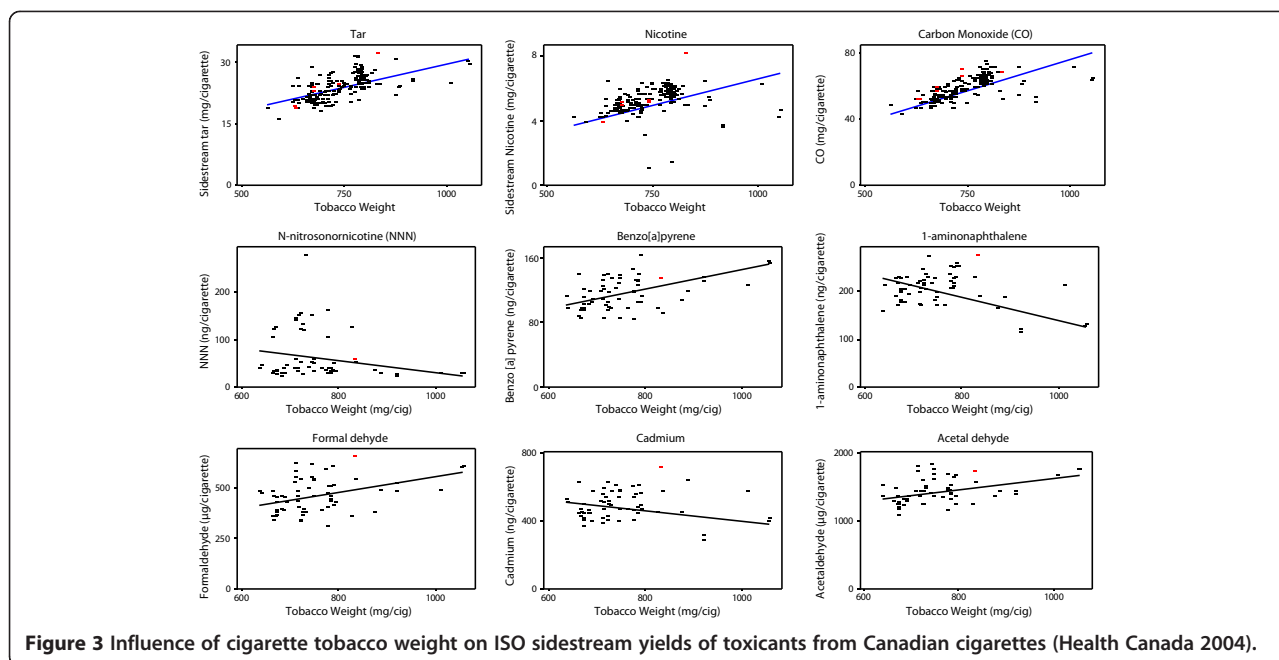 Tar
Sidestream tar (mg/cigarette)
30
15
0
500
750
1000
Tobacco Weight
Nicotine
Sidestream Nicotine (mg/cigarette)
8
4
0
500
750
1000
Tobacco Weight
Carbon Monoxide (CO)
CO (mg/cigarette)
80
40
0
500
750
1000
Tobacco Weight
N-nitrosonornicotine (NNN)
NNN (ng/cigarette)
200
100
0
600
800
1000
Tobacco Weight (mg/cig)
Benzo[a]pyrene
Benzo [a] pyrene (ng/cigarette)
160
80
0
600
800
1000
Tobacco Weight (mg/cig)
1-aminonaphthalene
1-aminonaphthalene (ng/cigarette)
200
100
0
600
800
1000
Tobacco Weight (mg/cig)
Formal dehyde
Formaldehyde (µg/cigarette)
500
250
0
600
800
1000
Tobacco Weight (mg/cig)
Cadmium
Cadmium (ng/cigarette)
800
400
0
600
800
1000
Tobacco Weight (mg/cig)
Acetal dehyde
Acetaldehyde (µg/cigarette)
2000
1000
0
600
800
1000
Tobacco Weight (mg/cig)
Figure 3 Influence of cigarette tobacco weight on ISO sidestream yields of toxicants from Canadian cigarettes (Health Canada 2004).